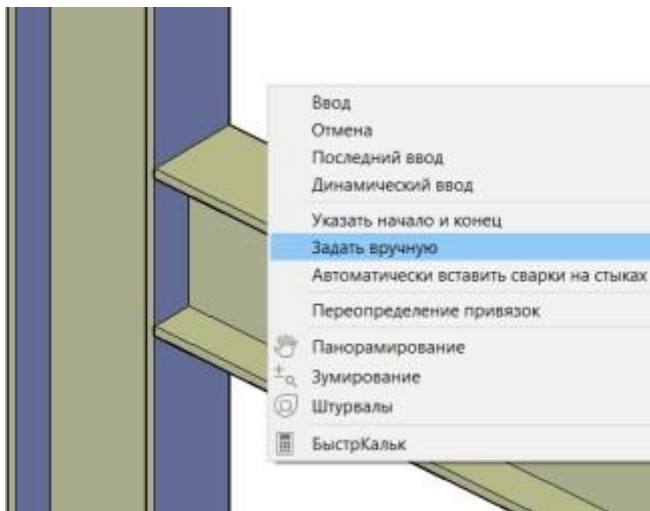 Ввод
Отмена
Последний ввод
Динамический ввод
Указать начало и конец
Задать вручную
Автоматически вставить сварки на стыках
Переопределение привязок
Панорамирование
Зумирование
Штурвалы
БыстрКальк